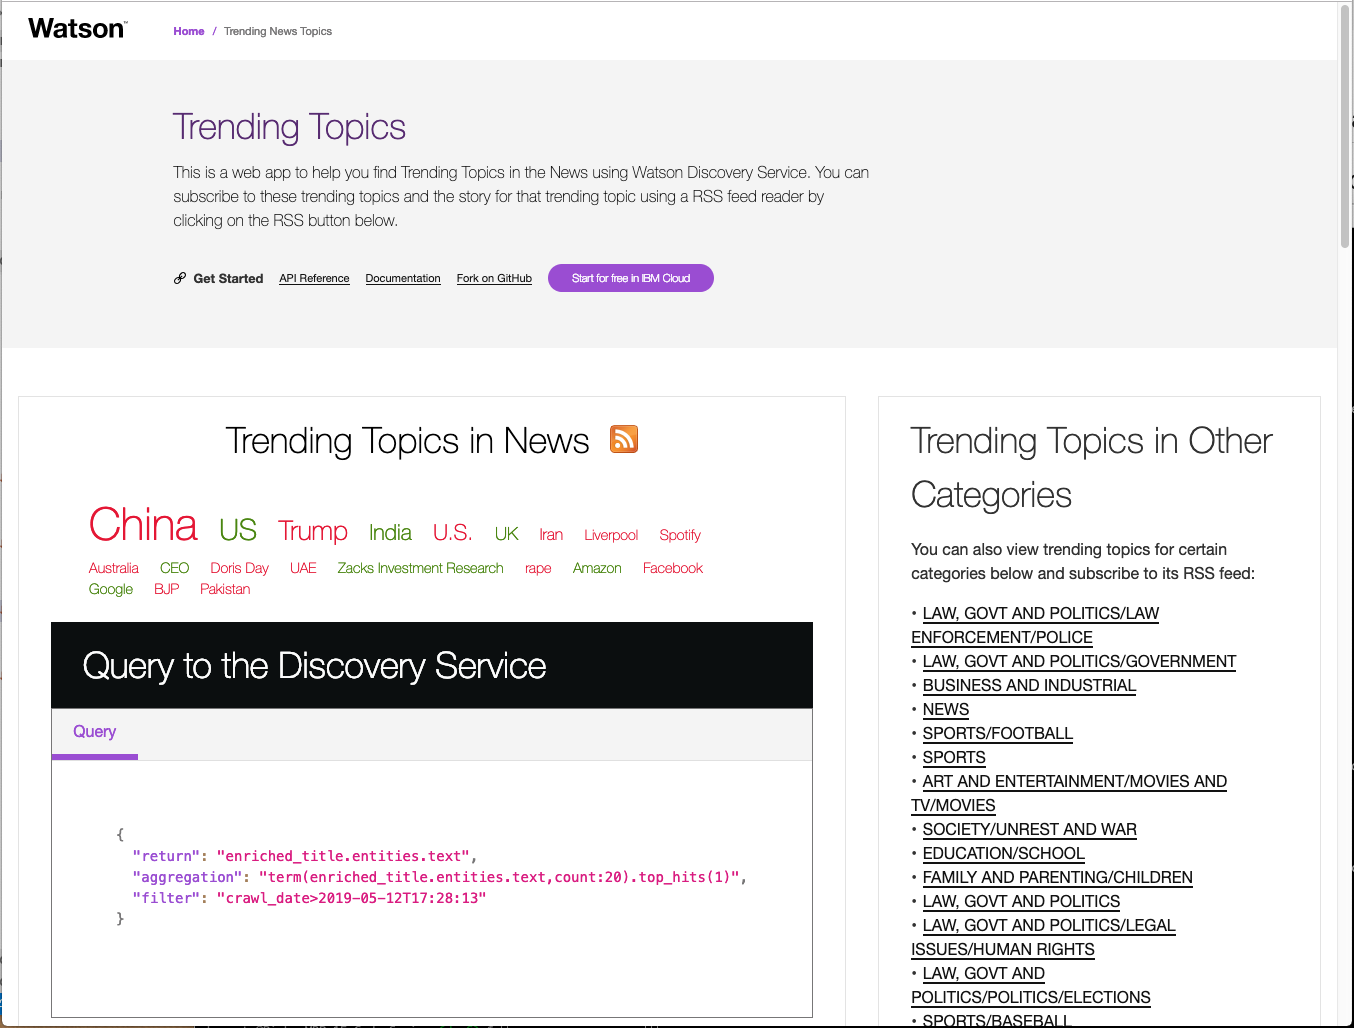 Watson™
Home / Trending News Topics
Trending Topics
This is a web app to help you find Trending Topics in the News using Watson Discovery Service. You can
subscribe to these trending topics and the story for that trending topic using a RSS feed reader by
clicking on the RSS button below.
Get Started API Reference Documentation Fork on GitHub Start for free in IBM Cloud
Trending Topics in News
China US Trump India U.S. UK Iran Liverpool Spotify
Australia CEO Doris Day UAE Zacks Investment Research rape Amazon Facebook
Google BJP Pakistan
Query to the Discovery Service
Query
{
"return": "enriched_title.entities.text",
"aggregation": "term(enriched_title.entities.text,count:20).top_hits(1)",
"filter": "crawl_date>2019-05-12T17:28:13"
}
Trending Topics in Other
Categories
You can also view trending topics for certain
categories below and subscribe to its RSS feed:
• LAW, GOVT AND POLITICS/LAW
ENFORCEMENT/POLICE
• LAW, GOVT AND POLITICS/GOVERNMENT
• BUSINESS AND INDUSTRIAL
• NEWS
• SPORTS/FOOTBALL
• SPORTS
• ART AND ENTERTAINMENT/MOVIES AND
TV/MOVIES
• SOCIETY/UNREST AND WAR
• EDUCATION/SCHOOL
• FAMILY AND PARENTING/CHILDREN
• LAW, GOVT AND POLITICS
• LAW, GOVT AND POLITICS/LEGAL
ISSUES/HUMAN RIGHTS
• LAW, GOVT AND
POLITICS/POLITICS/ELECTIONS
• SPORTS/BASEBALL